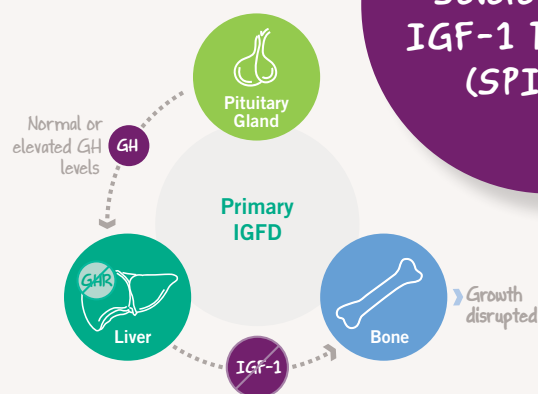 IGF-1
Pituitary
Gland
Normal or
elevated GH
levels
GH
Primary
IGFD
GHR
Liver
Bone
Growth
disrupted
IGF-1